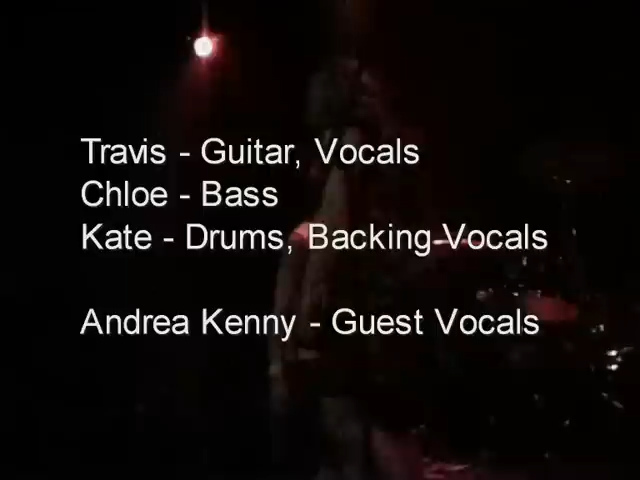 Travis - Guitar, Vocals
Chloe - Bass
Kate - Drums, Backing Vocals
Andrea Kenny - Guest Vocals